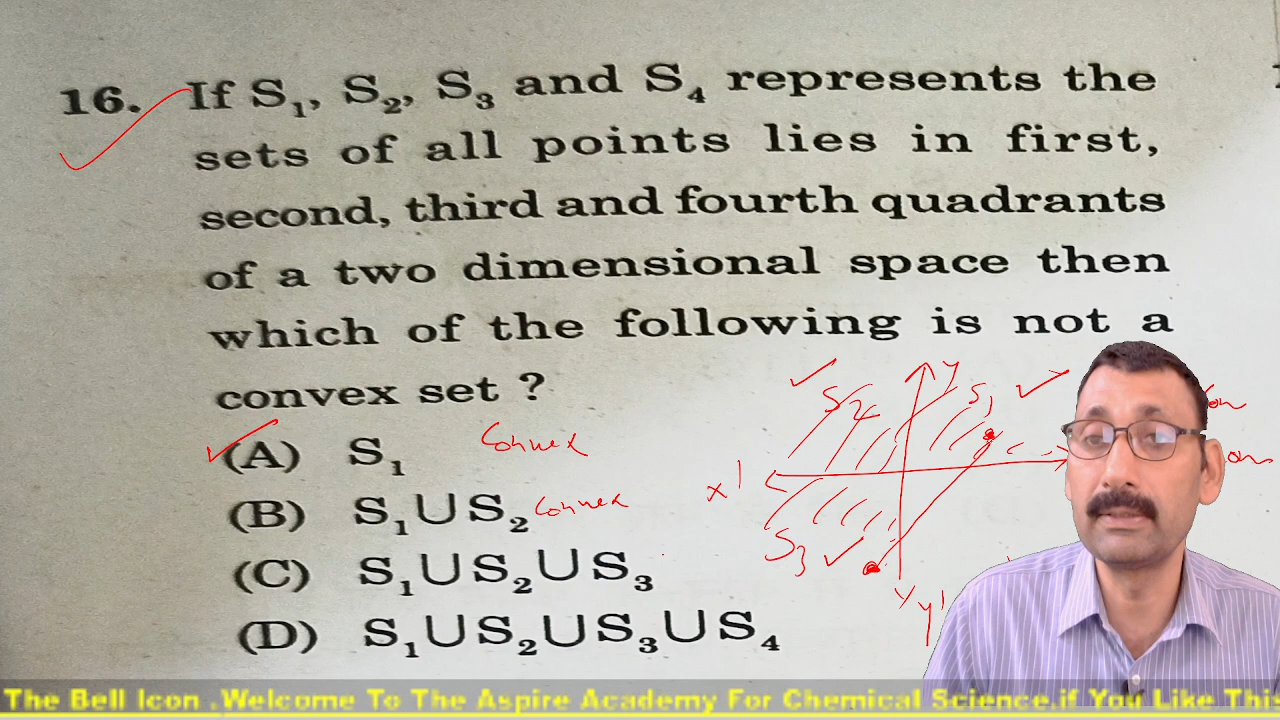 16. If S₁, S₂, S₃ and S₄ represents the
sets of all points lies in first,
second, third and fourth quadrants
of a two dimensional space then
which of the following is not a
convex set ?
(A) S₁ Convex
(B) S₁ ∪ S₂ Convex
(C) S₁ ∪ S₂ ∪ S₃
(D) S₁ ∪ S₂ ∪ S₃ ∪ S₄
y
S₂ S₁
x'
S₃
y'
The Bell Icon .Welcome To The Aspire Academy For Chemical Science.if You Like This